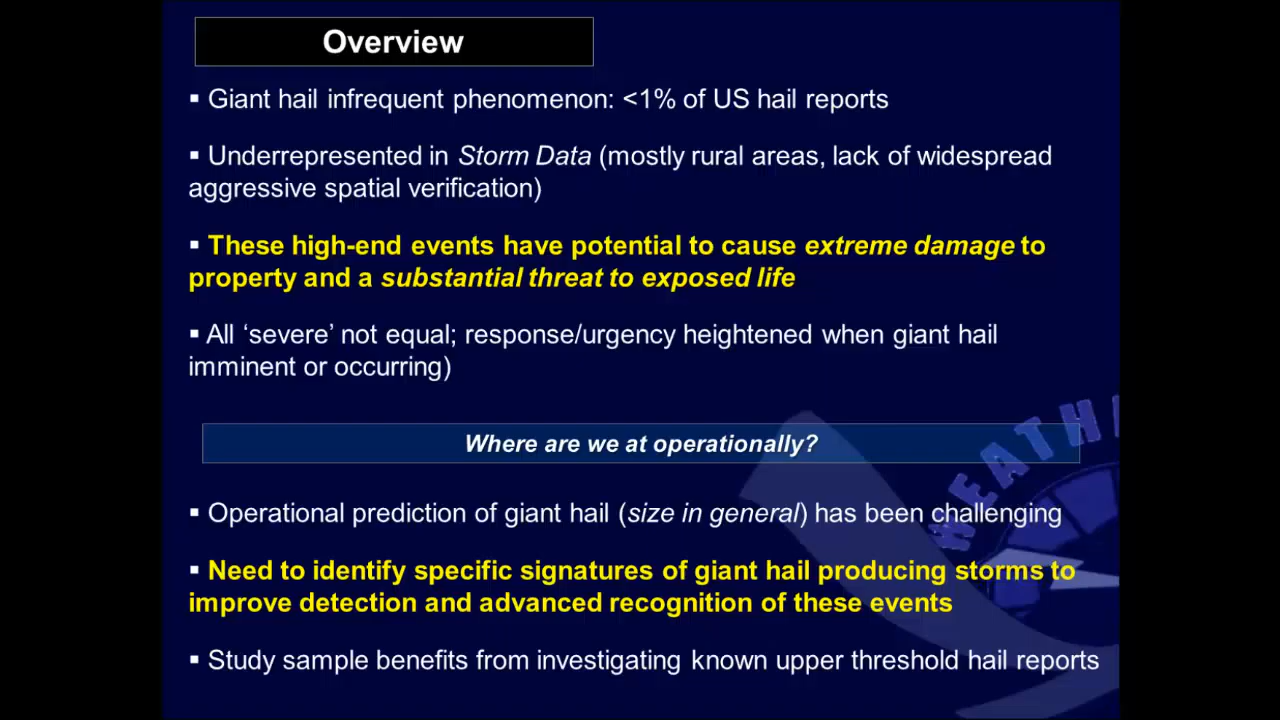 Overview
▪ Giant hail infrequent phenomenon: <1% of US hail reports
▪ Underrepresented in Storm Data (mostly rural areas, lack of widespread
aggressive spatial verification)
▪ These high-end events have potential to cause extreme damage to
property and a substantial threat to exposed life
▪ All ‘severe’ not equal; response/urgency heightened when giant hail
imminent or occurring)
Where are we at operationally?
▪ Operational prediction of giant hail (size in general) has been challenging
▪ Need to identify specific signatures of giant hail producing storms to
improve detection and advanced recognition of these events
▪ Study sample benefits from investigating known upper threshold hail reports